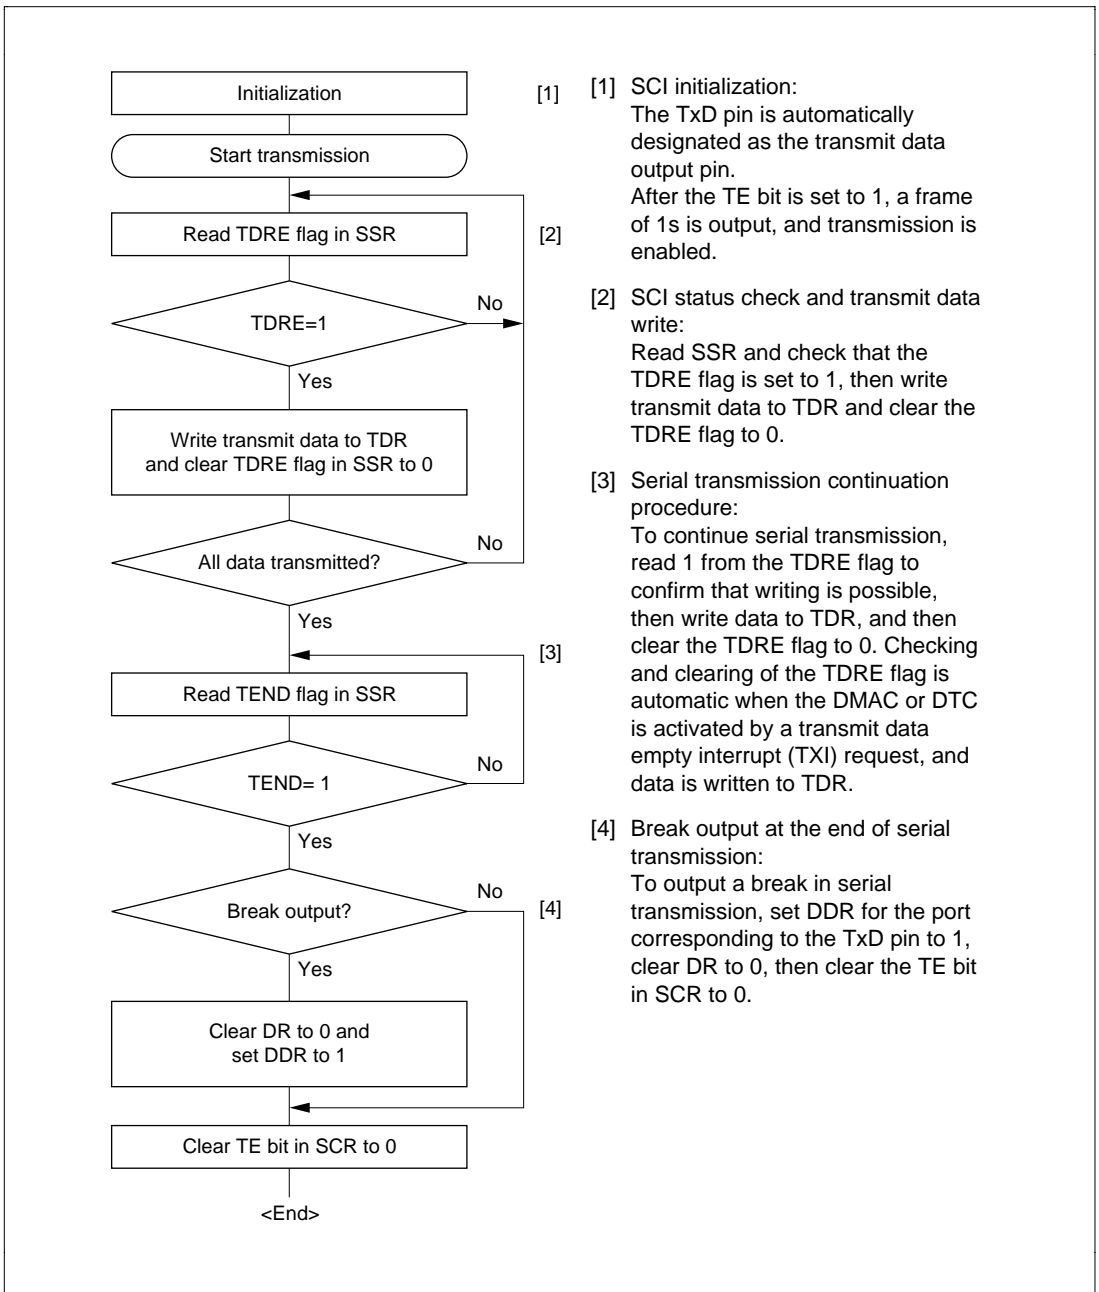 Initialization
[1]
Start transmission
Read TDRE flag in SSR
[2]
TDRE=1
No
Yes
Write transmit data to TDR
and clear TDRE flag in SSR to 0
All data transmitted?
No
Yes
[3]
Read TEND flag in SSR
TEND= 1
No
Yes
Break output?
No
[4]
Yes
Clear DR to 0 and
set DDR to 1
Clear TE bit in SCR to 0
<End>
[1] SCI initialization:
The TxD pin is automatically
designated as the transmit data
output pin.
After the TE bit is set to 1, a frame
of 1s is output, and transmission is
enabled.
[2] SCI status check and transmit data
write:
Read SSR and check that the
TDRE flag is set to 1, then write
transmit data to TDR and clear the
TDRE flag to 0.
[3] Serial transmission continuation
procedure:
To continue serial transmission,
read 1 from the TDRE flag to
confirm that writing is possible,
then write data to TDR, and then
clear the TDRE flag to 0. Checking
and clearing of the TDRE flag is
automatic when the DMAC or DTC
is activated by a transmit data
empty interrupt (TXI) request, and
data is written to TDR.
[4] Break output at the end of serial
transmission:
To output a break in serial
transmission, set DDR for the port
corresponding to the TxD pin to 1,
clear DR to 0, then clear the TE bit
in SCR to 0.